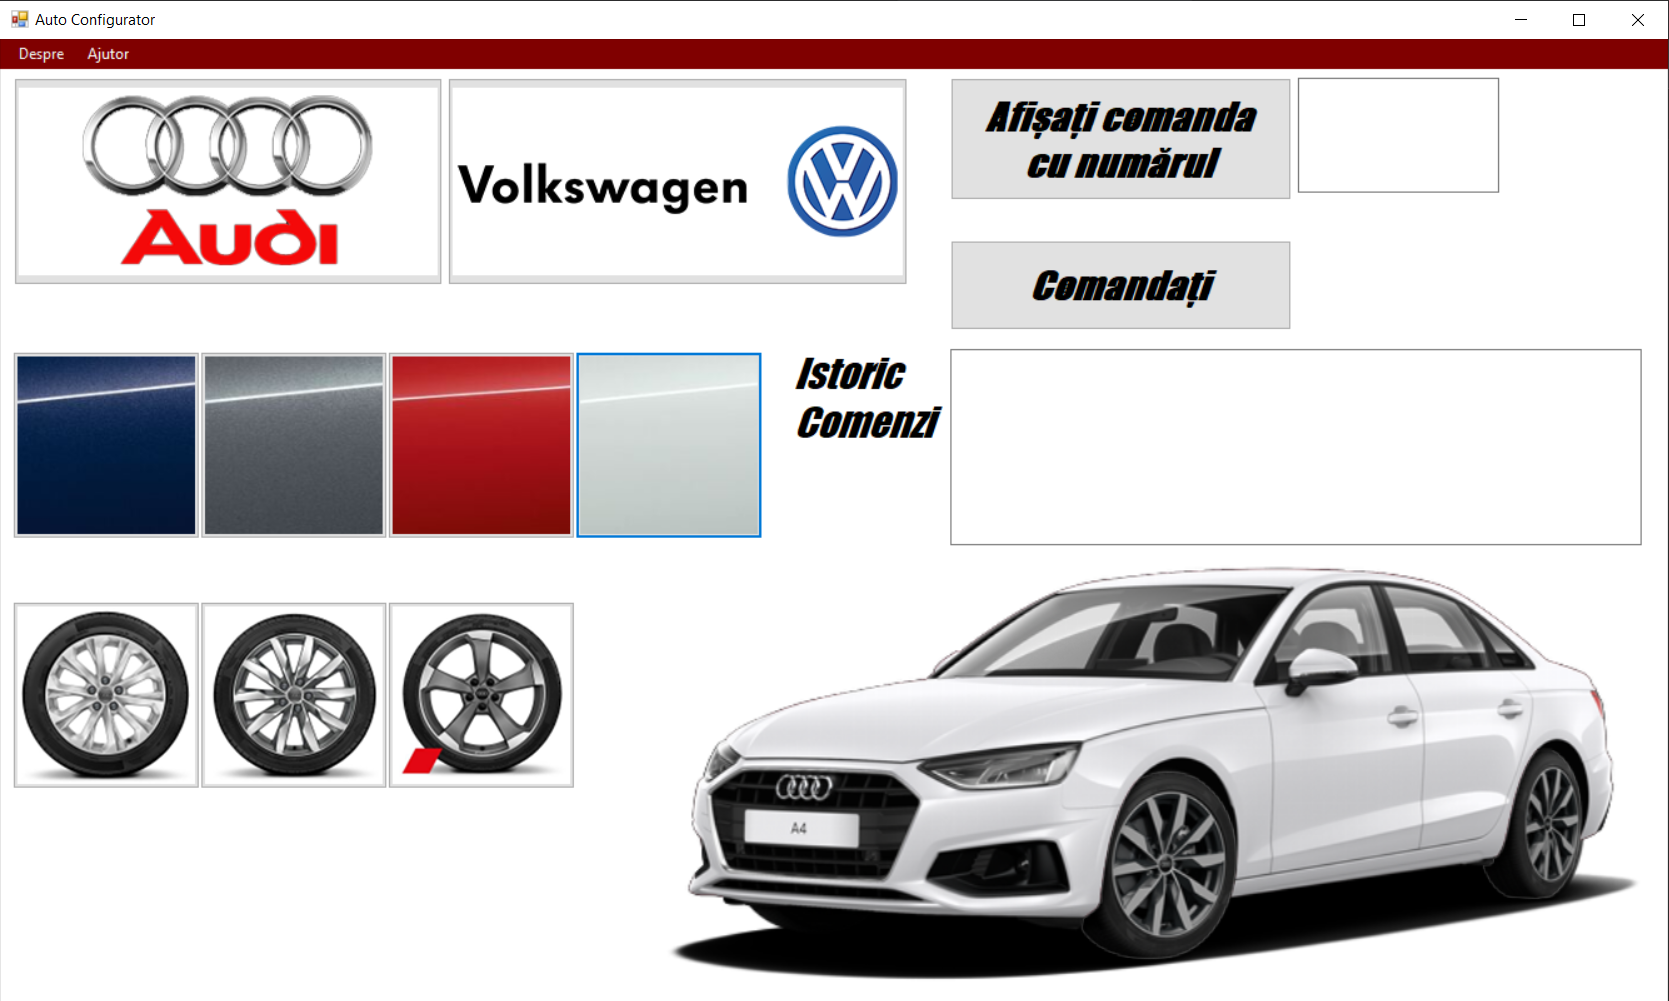 Auto Configurator
Despre Ajutor
Audi
Volkswagen
Afișați comanda
cu numărul
Comandați
Istoric
Comenzi
A4